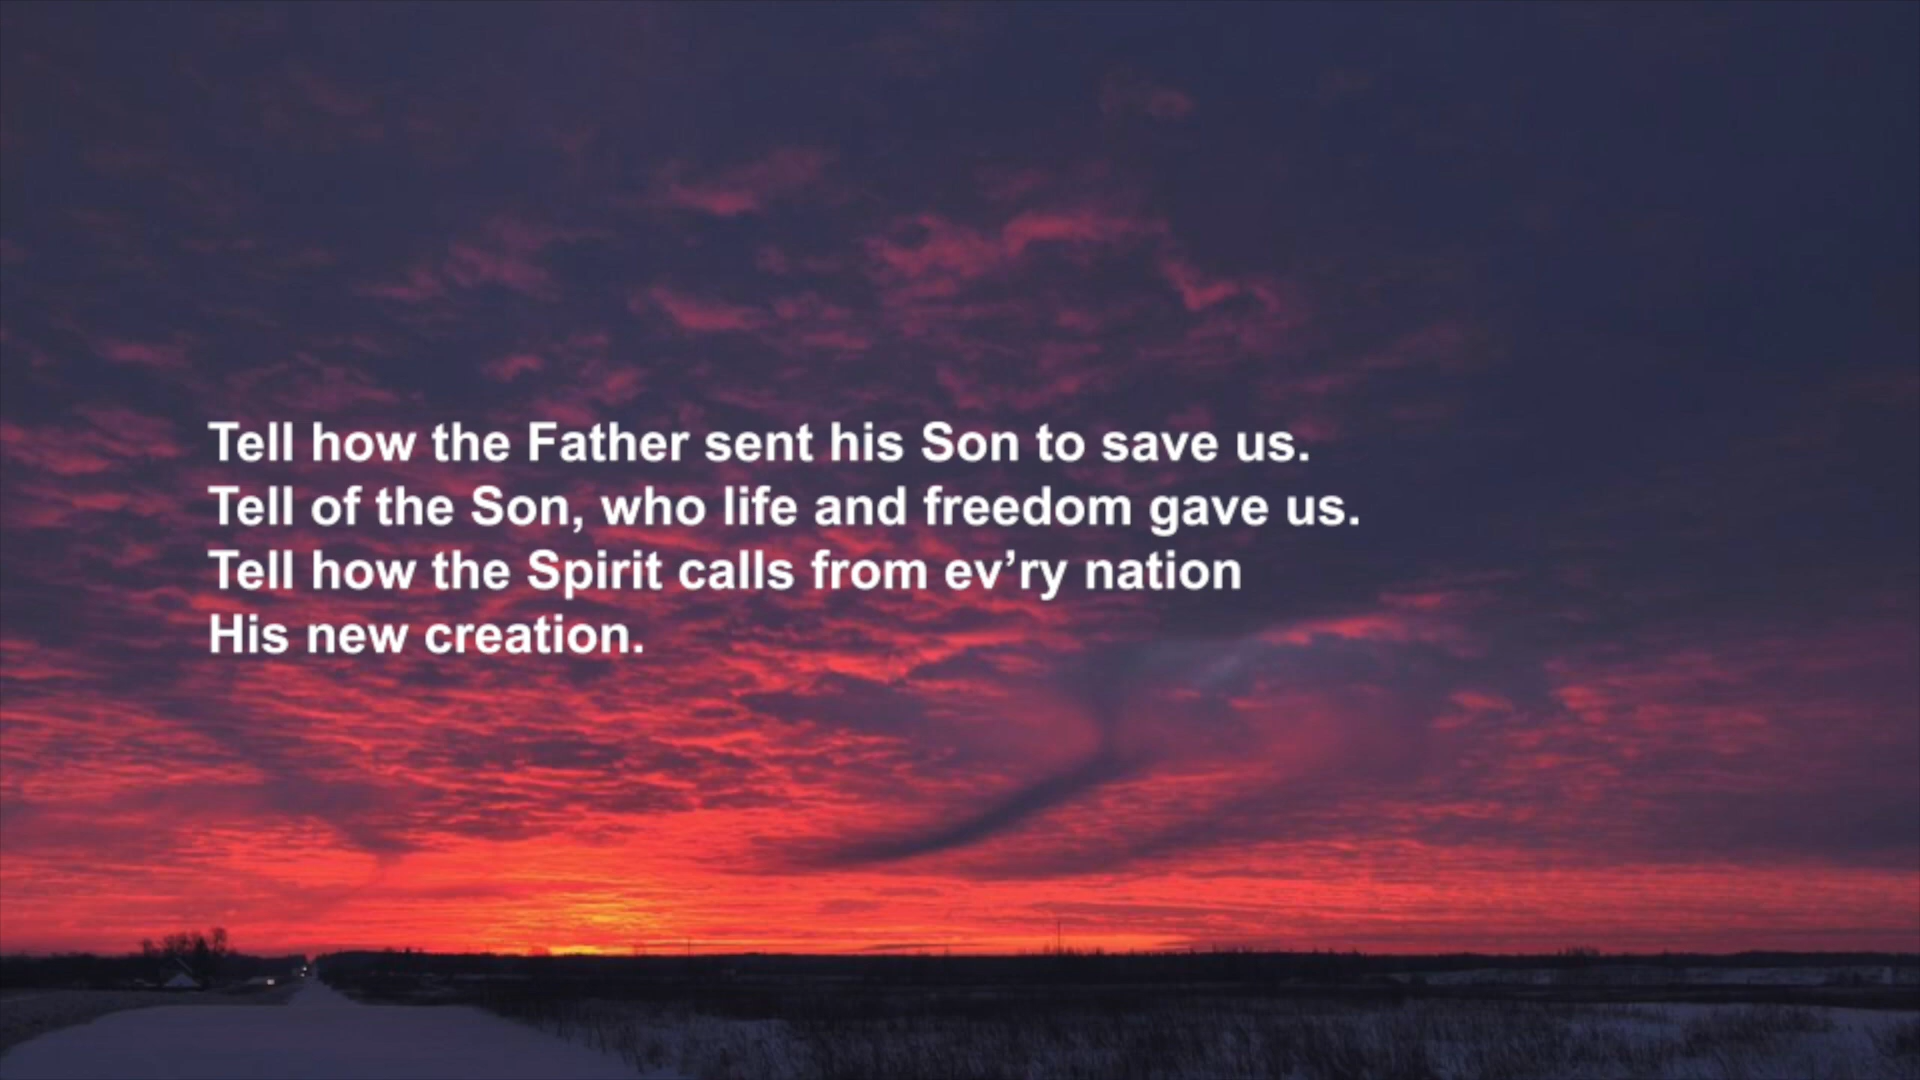 Tell how the Father sent his Son to save us.
Tell of the Son, who life and freedom gave us.
Tell how the Spirit calls from ev’ry nation
His new creation.